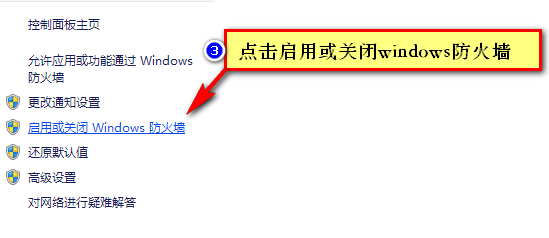 控制面板主页
③ 点击启用或关闭windows防火墙
允许应用或功能通过 Windows
防火墙
更改通知设置
启用或关闭 Windows 防火墙
还原默认值
高级设置
对网络进行疑难解答